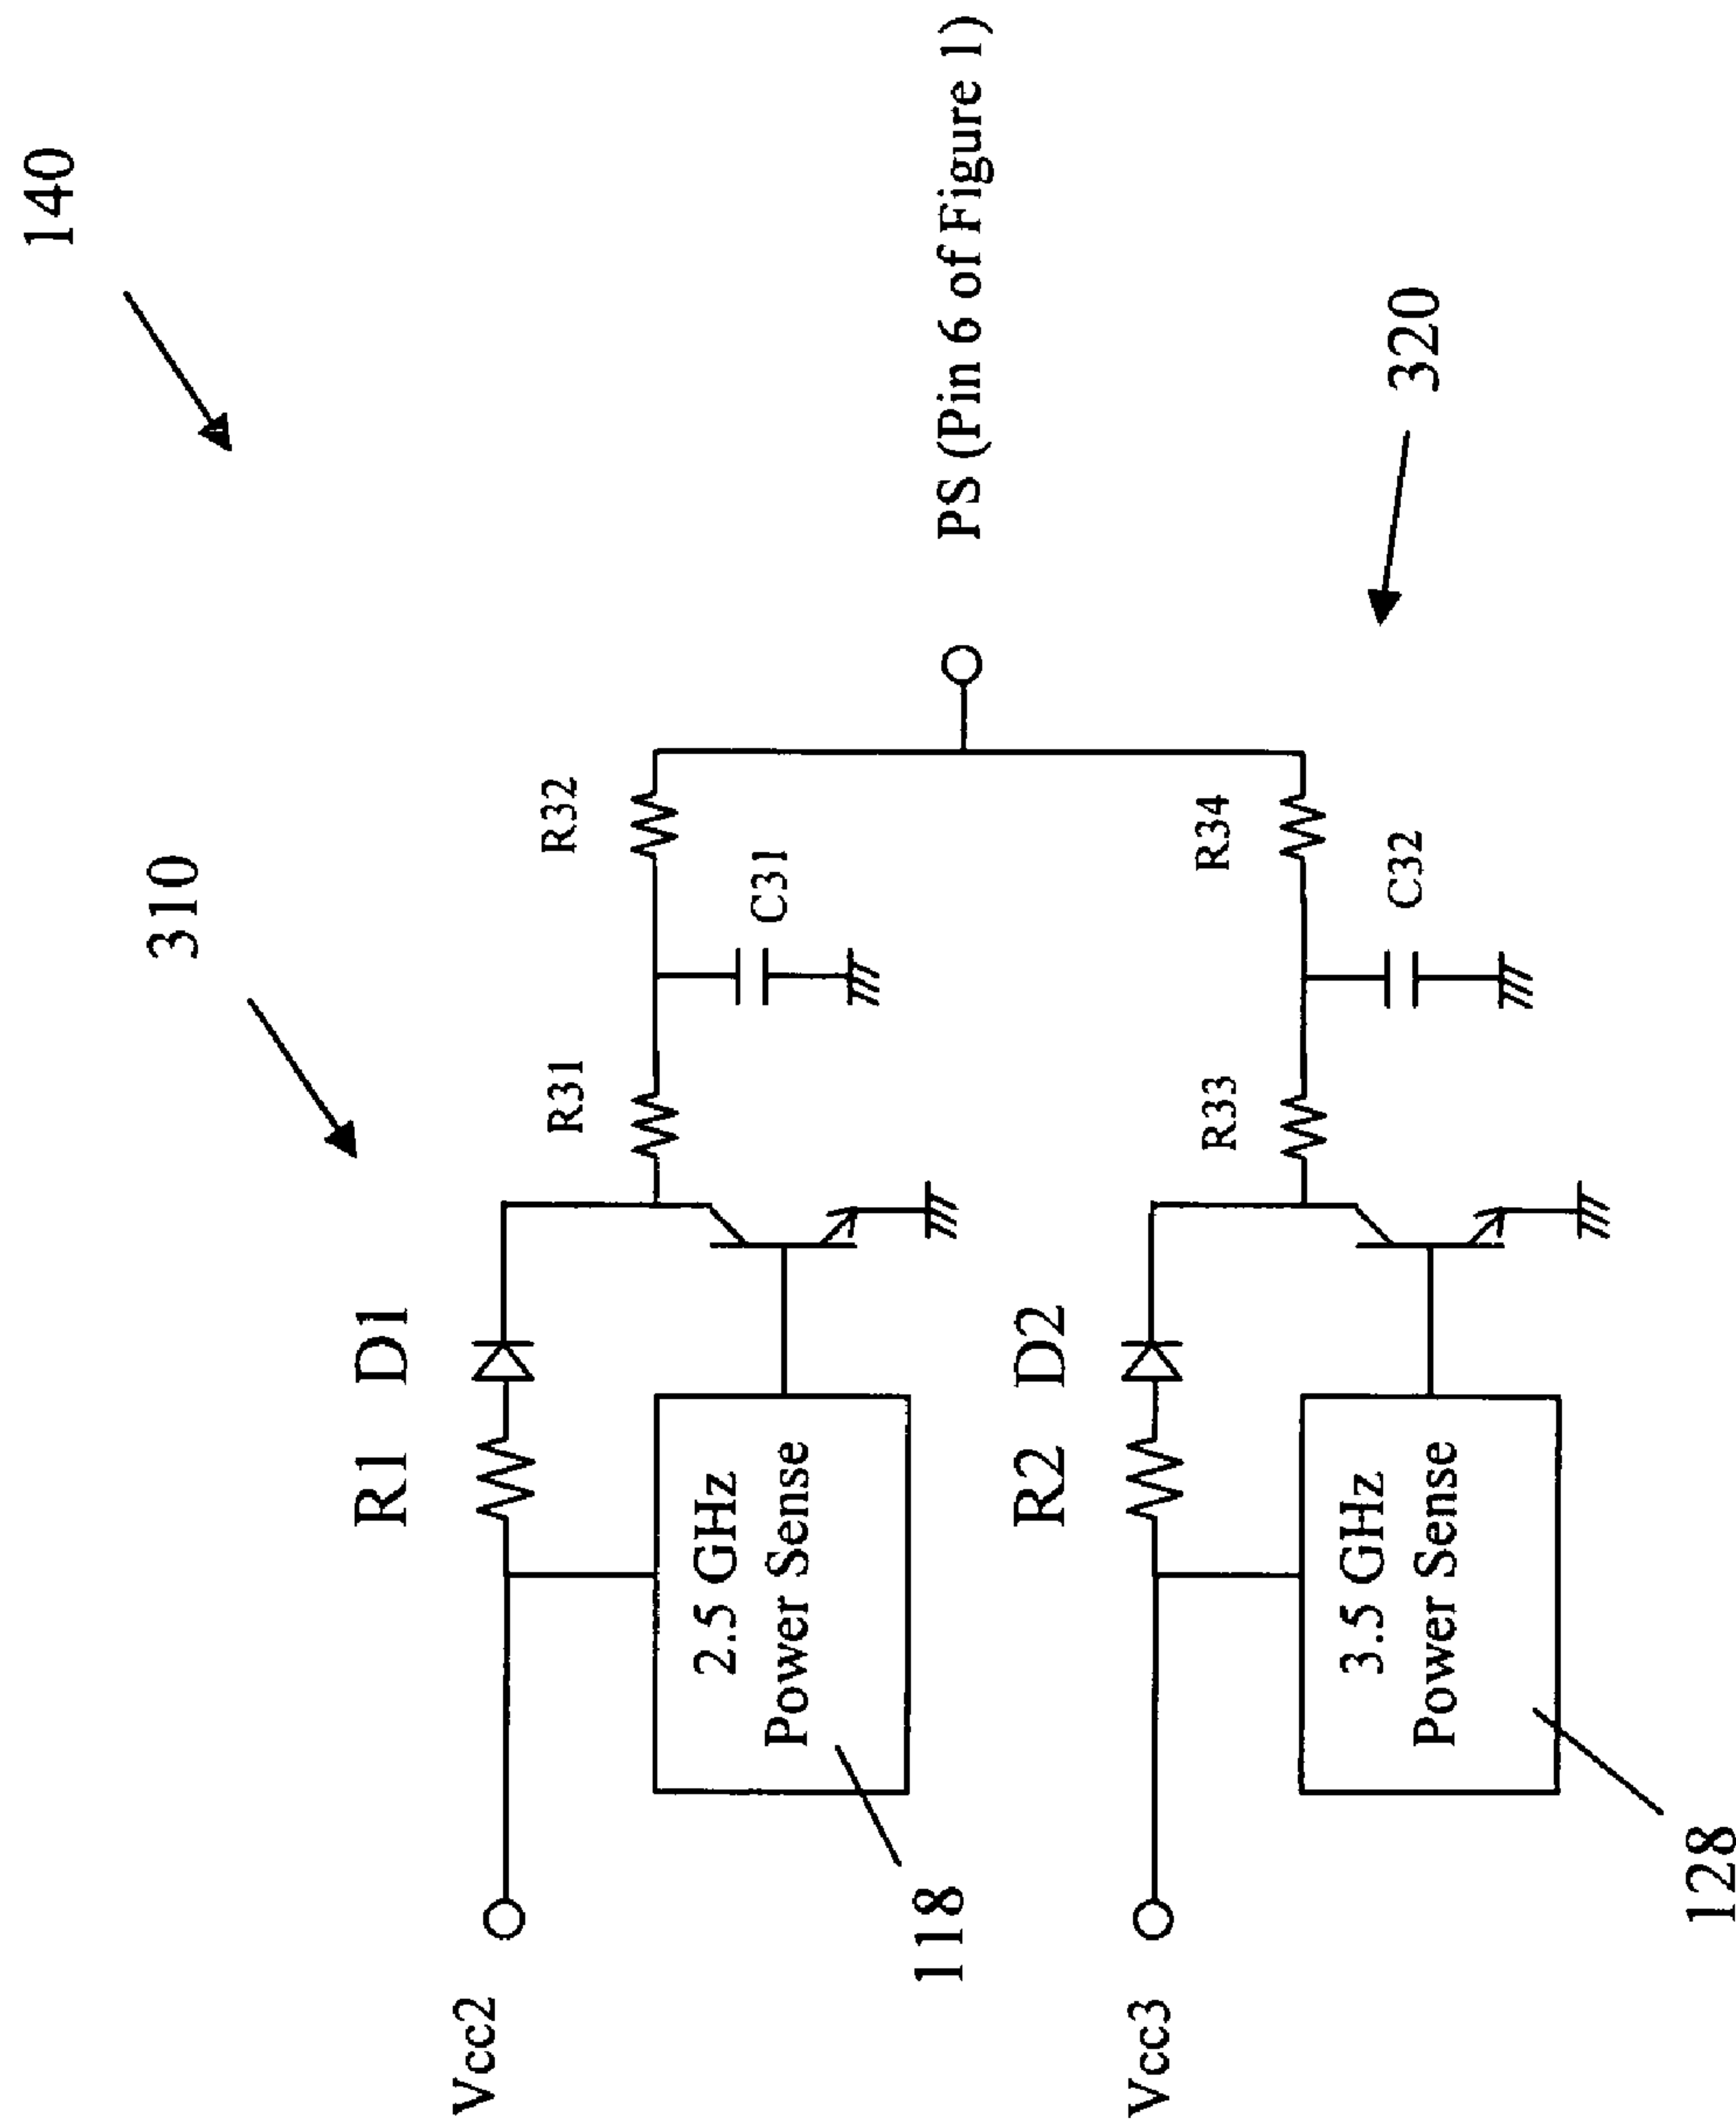 140
310
Vcc2
R1
D1
R31
R32
2.5 GHz
Power Sense
C31
118
PS (Pin 6 of Figure 1)
Vcc3
R2
D2
R33
R34
3.5 GHz
Power Sense
C32
320
128